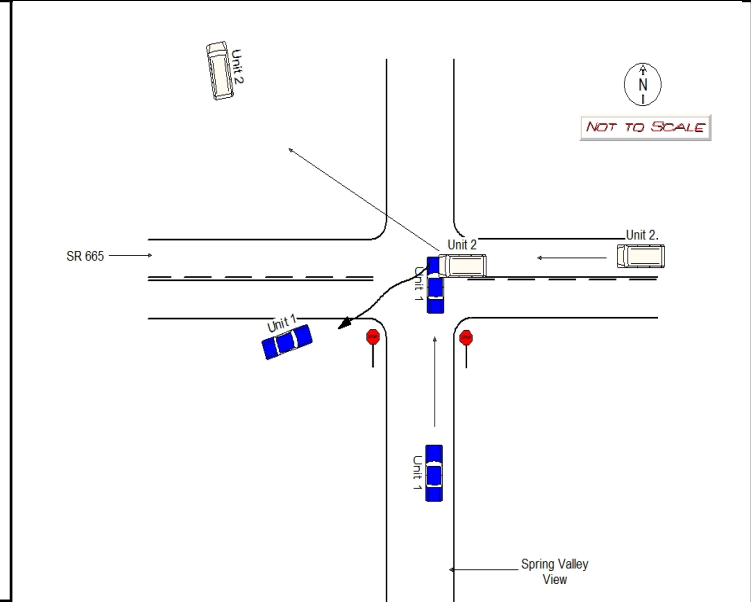 Unit 2
N
NOT TO SCALE
SR 665
Unit 2
Unit 2.
Unit 1
Unit 1
Unit 1
Spring Valley
View